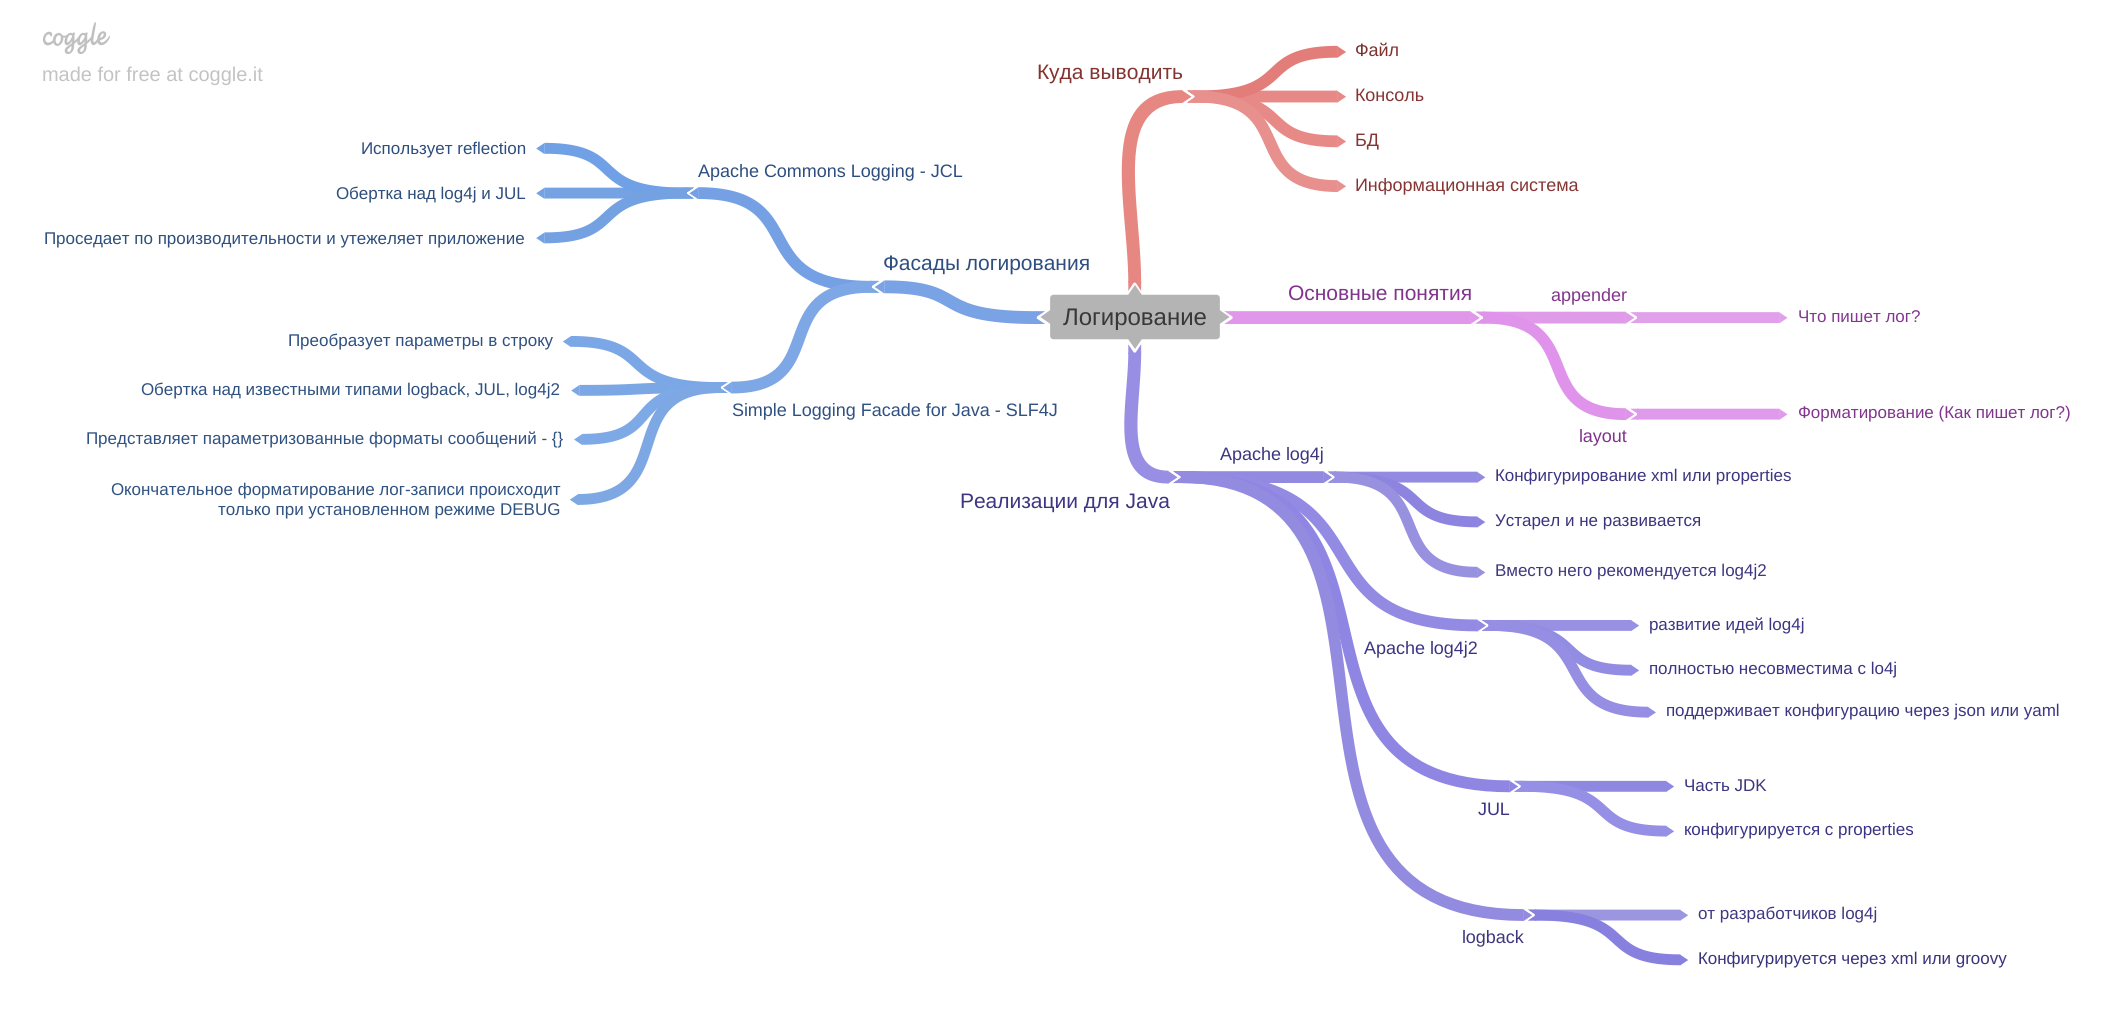 coggle
made for free at coggle.it
Логирование
Куда выводить
Файл
Консоль
БД
Информационная система
Основные понятия
appender
Что пишет лог?
layout
Форматирование (Как пишет лог?)
Реализации для Java
Apache log4j
Конфигурирование xml или properties
Устарел и не развивается
Вместо него рекомендуется log4j2
Apache log4j2
развитие идей log4j
полностью несовместима с lo4j
поддерживает конфигурацию через json или yaml
JUL
Часть JDK
конфигурируется с properties
logback
от разработчиков log4j
Конфигурируется через xml или groovy
Фасады логирования
Apache Commons Logging - JCL
Использует reflection
Обертка над log4j и JUL
Проседает по производительности и утежеляет приложение
Simple Logging Facade for Java - SLF4J
Преобразует параметры в строку
Обертка над известными типами logback, JUL, log4j2
Представляет параметризованные форматы сообщений - {}
Окончательное форматирование лог-записи происходит
только при установленном режиме DEBUG